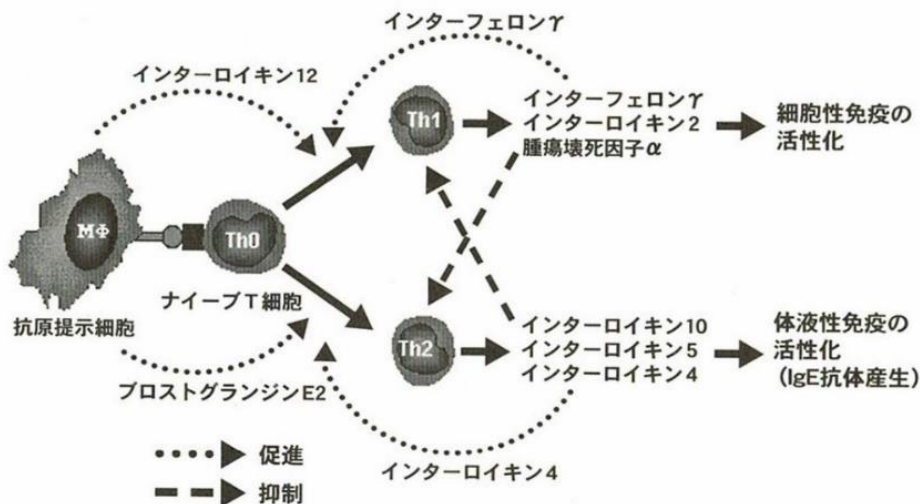 インターフェロンγ
インターロイキン12
Th1
インターフェロンγ
インターロイキン2
腫瘍壊死因子α
細胞性免疫の
活性化
MΦ
Th0
ナイーブT細胞
抗原提示細胞
Th2
インターロイキン10
インターロイキン5
インターロイキン4
体液性免疫の
活性化
(IgE抗体産生)
プロストグランジンE2
インターロイキン4
促進
抑制